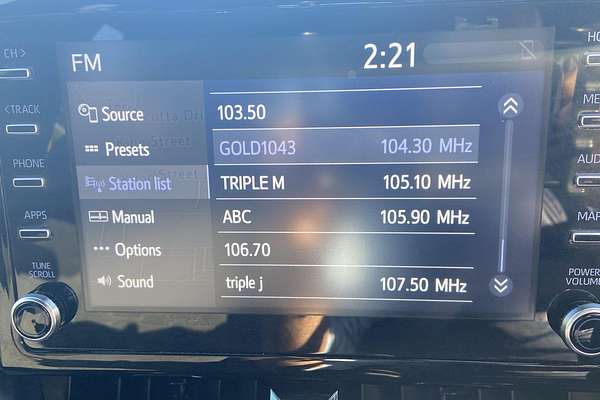 CH >
<TRACK
PHONE
APPS
TUNE
SCROLL
FM
2:21
Source
Presets
Station list
Manual
Options
Sound
103.50
GOLD1043 104.30 MHz
TRIPLE M 105.10 MHz
ABC 105.90 MHz
106.70
triple j 107.50 MHz
POWER
VOLUME